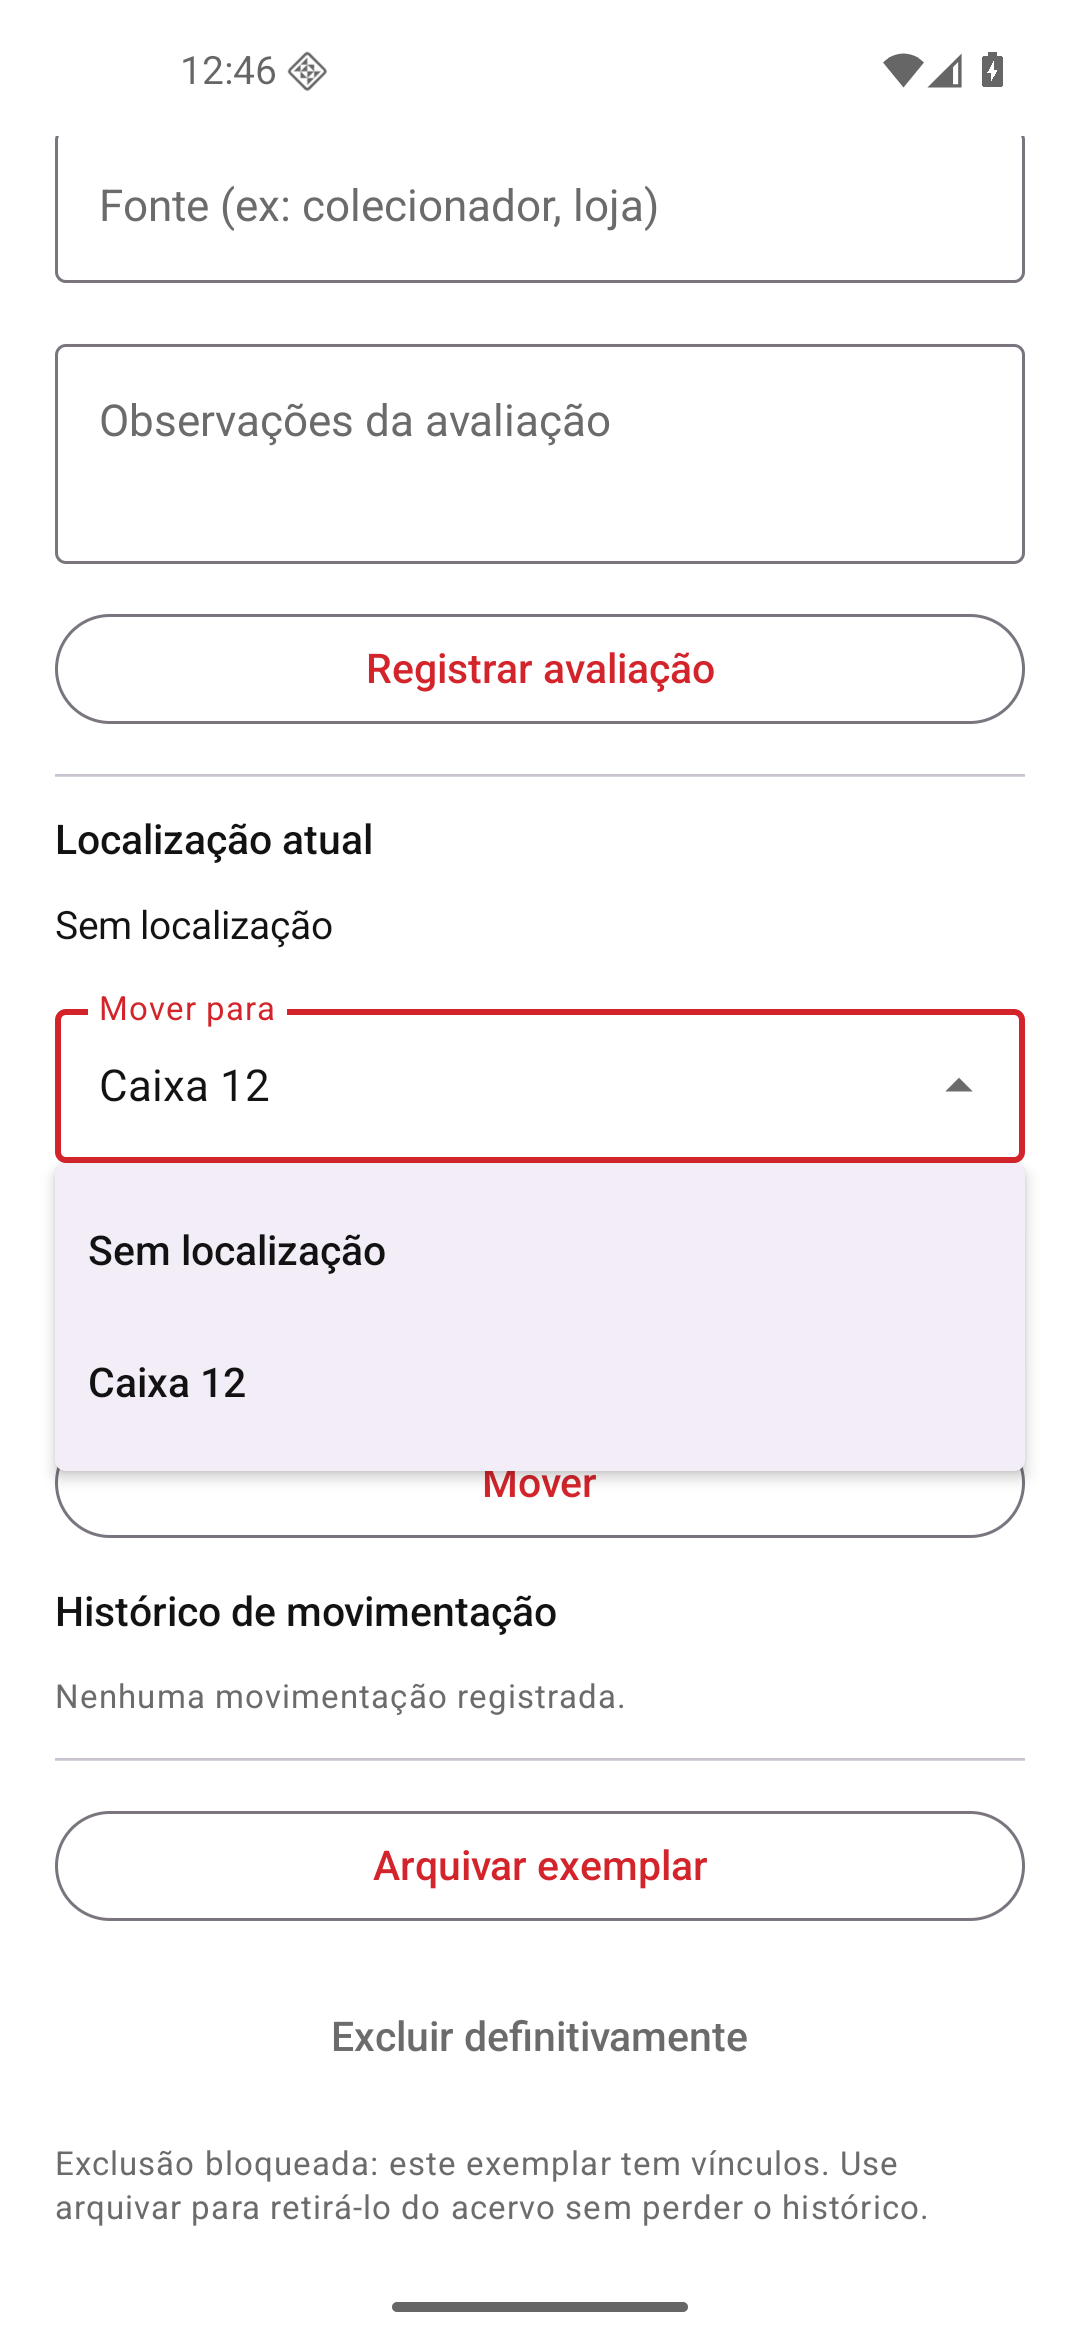 12:46
Fonte (ex: colecionador, loja)
Observações da avaliação
Registrar avaliação
Localização atual
Sem localização
Mover para
Caixa 12
Sem localização
Caixa 12
Mover
Histórico de movimentação
Nenhuma movimentação registrada.
Arquivar exemplar
Excluir definitivamente
Exclusão bloqueada: este exemplar tem vínculos. Use
arquivar para retirá-lo do acervo sem perder o histórico.